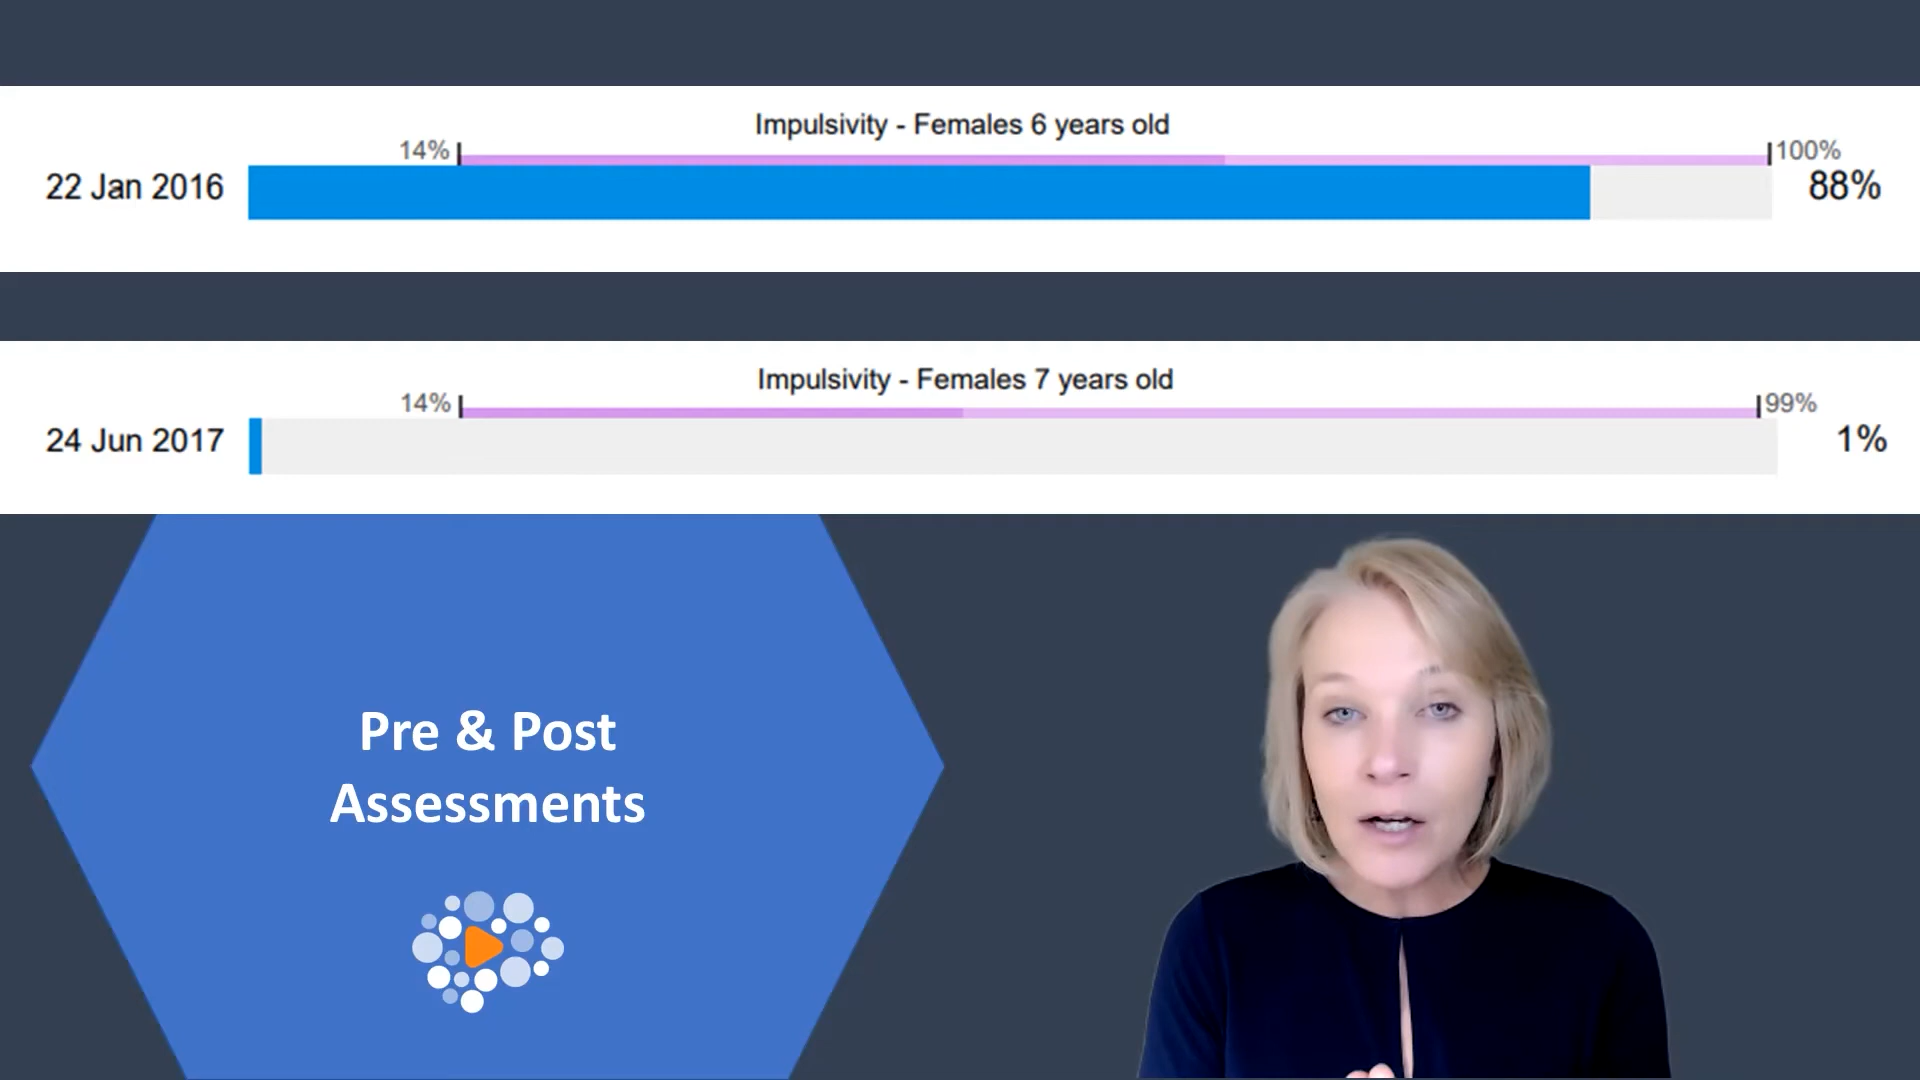 Impulsivity - Females 6 years old
14% 100%
22 Jan 2016 88%
Impulsivity - Females 7 years old
14% 99%
24 Jun 2017 1%
Pre & Post
Assessments